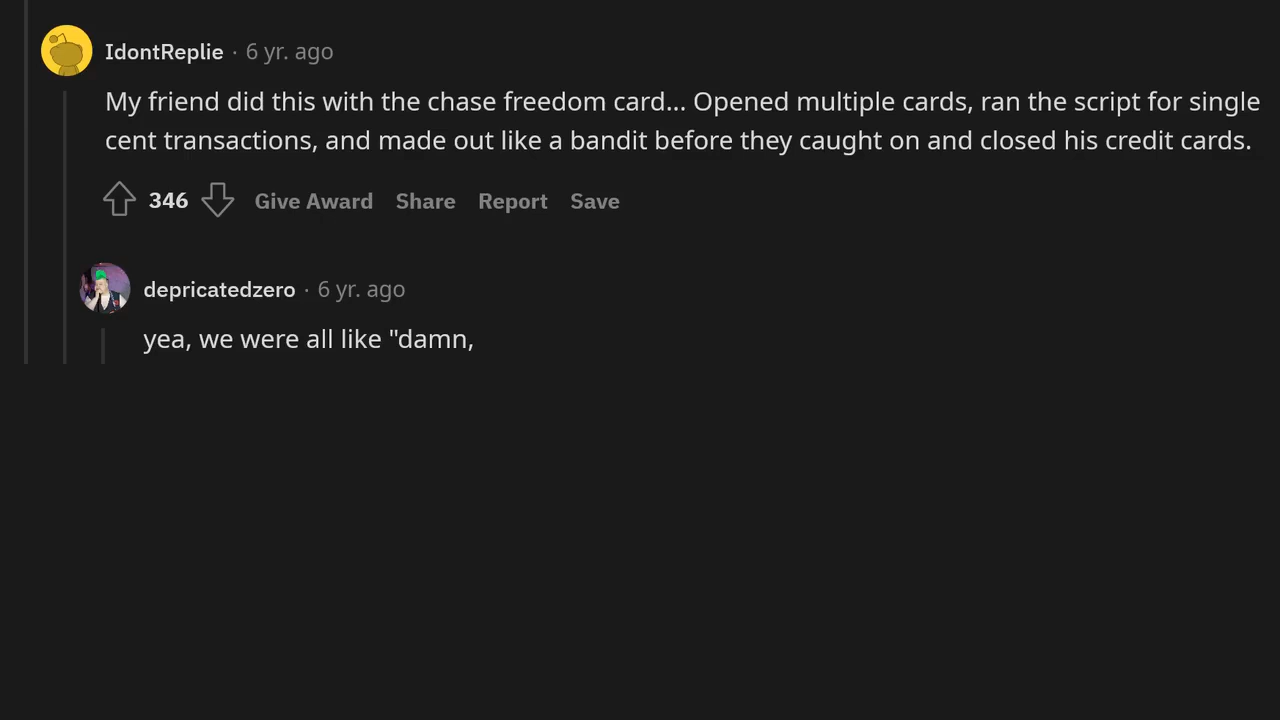 IdontReplie · 6 yr. ago
My friend did this with the chase freedom card... Opened multiple cards, ran the script for single
cent transactions, and made out like a bandit before they caught on and closed his credit cards.
346 Give Award Share Report Save
depricatedzero · 6 yr. ago
yea, we were all like "damn,